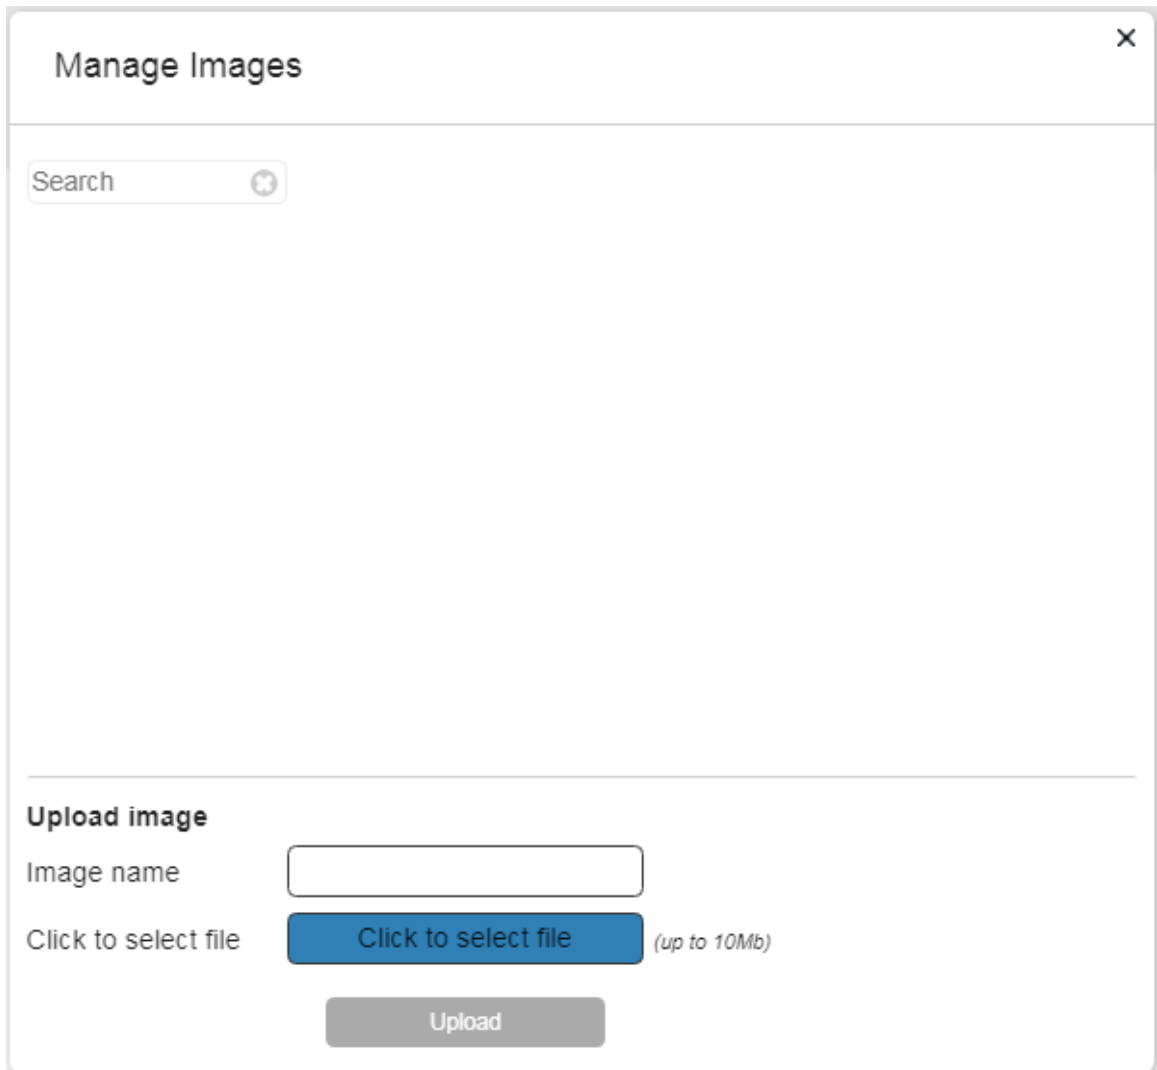 Manage Images
Search
Upload image
Image name
Click to select file Click to select file (up to 10Mb)
Upload